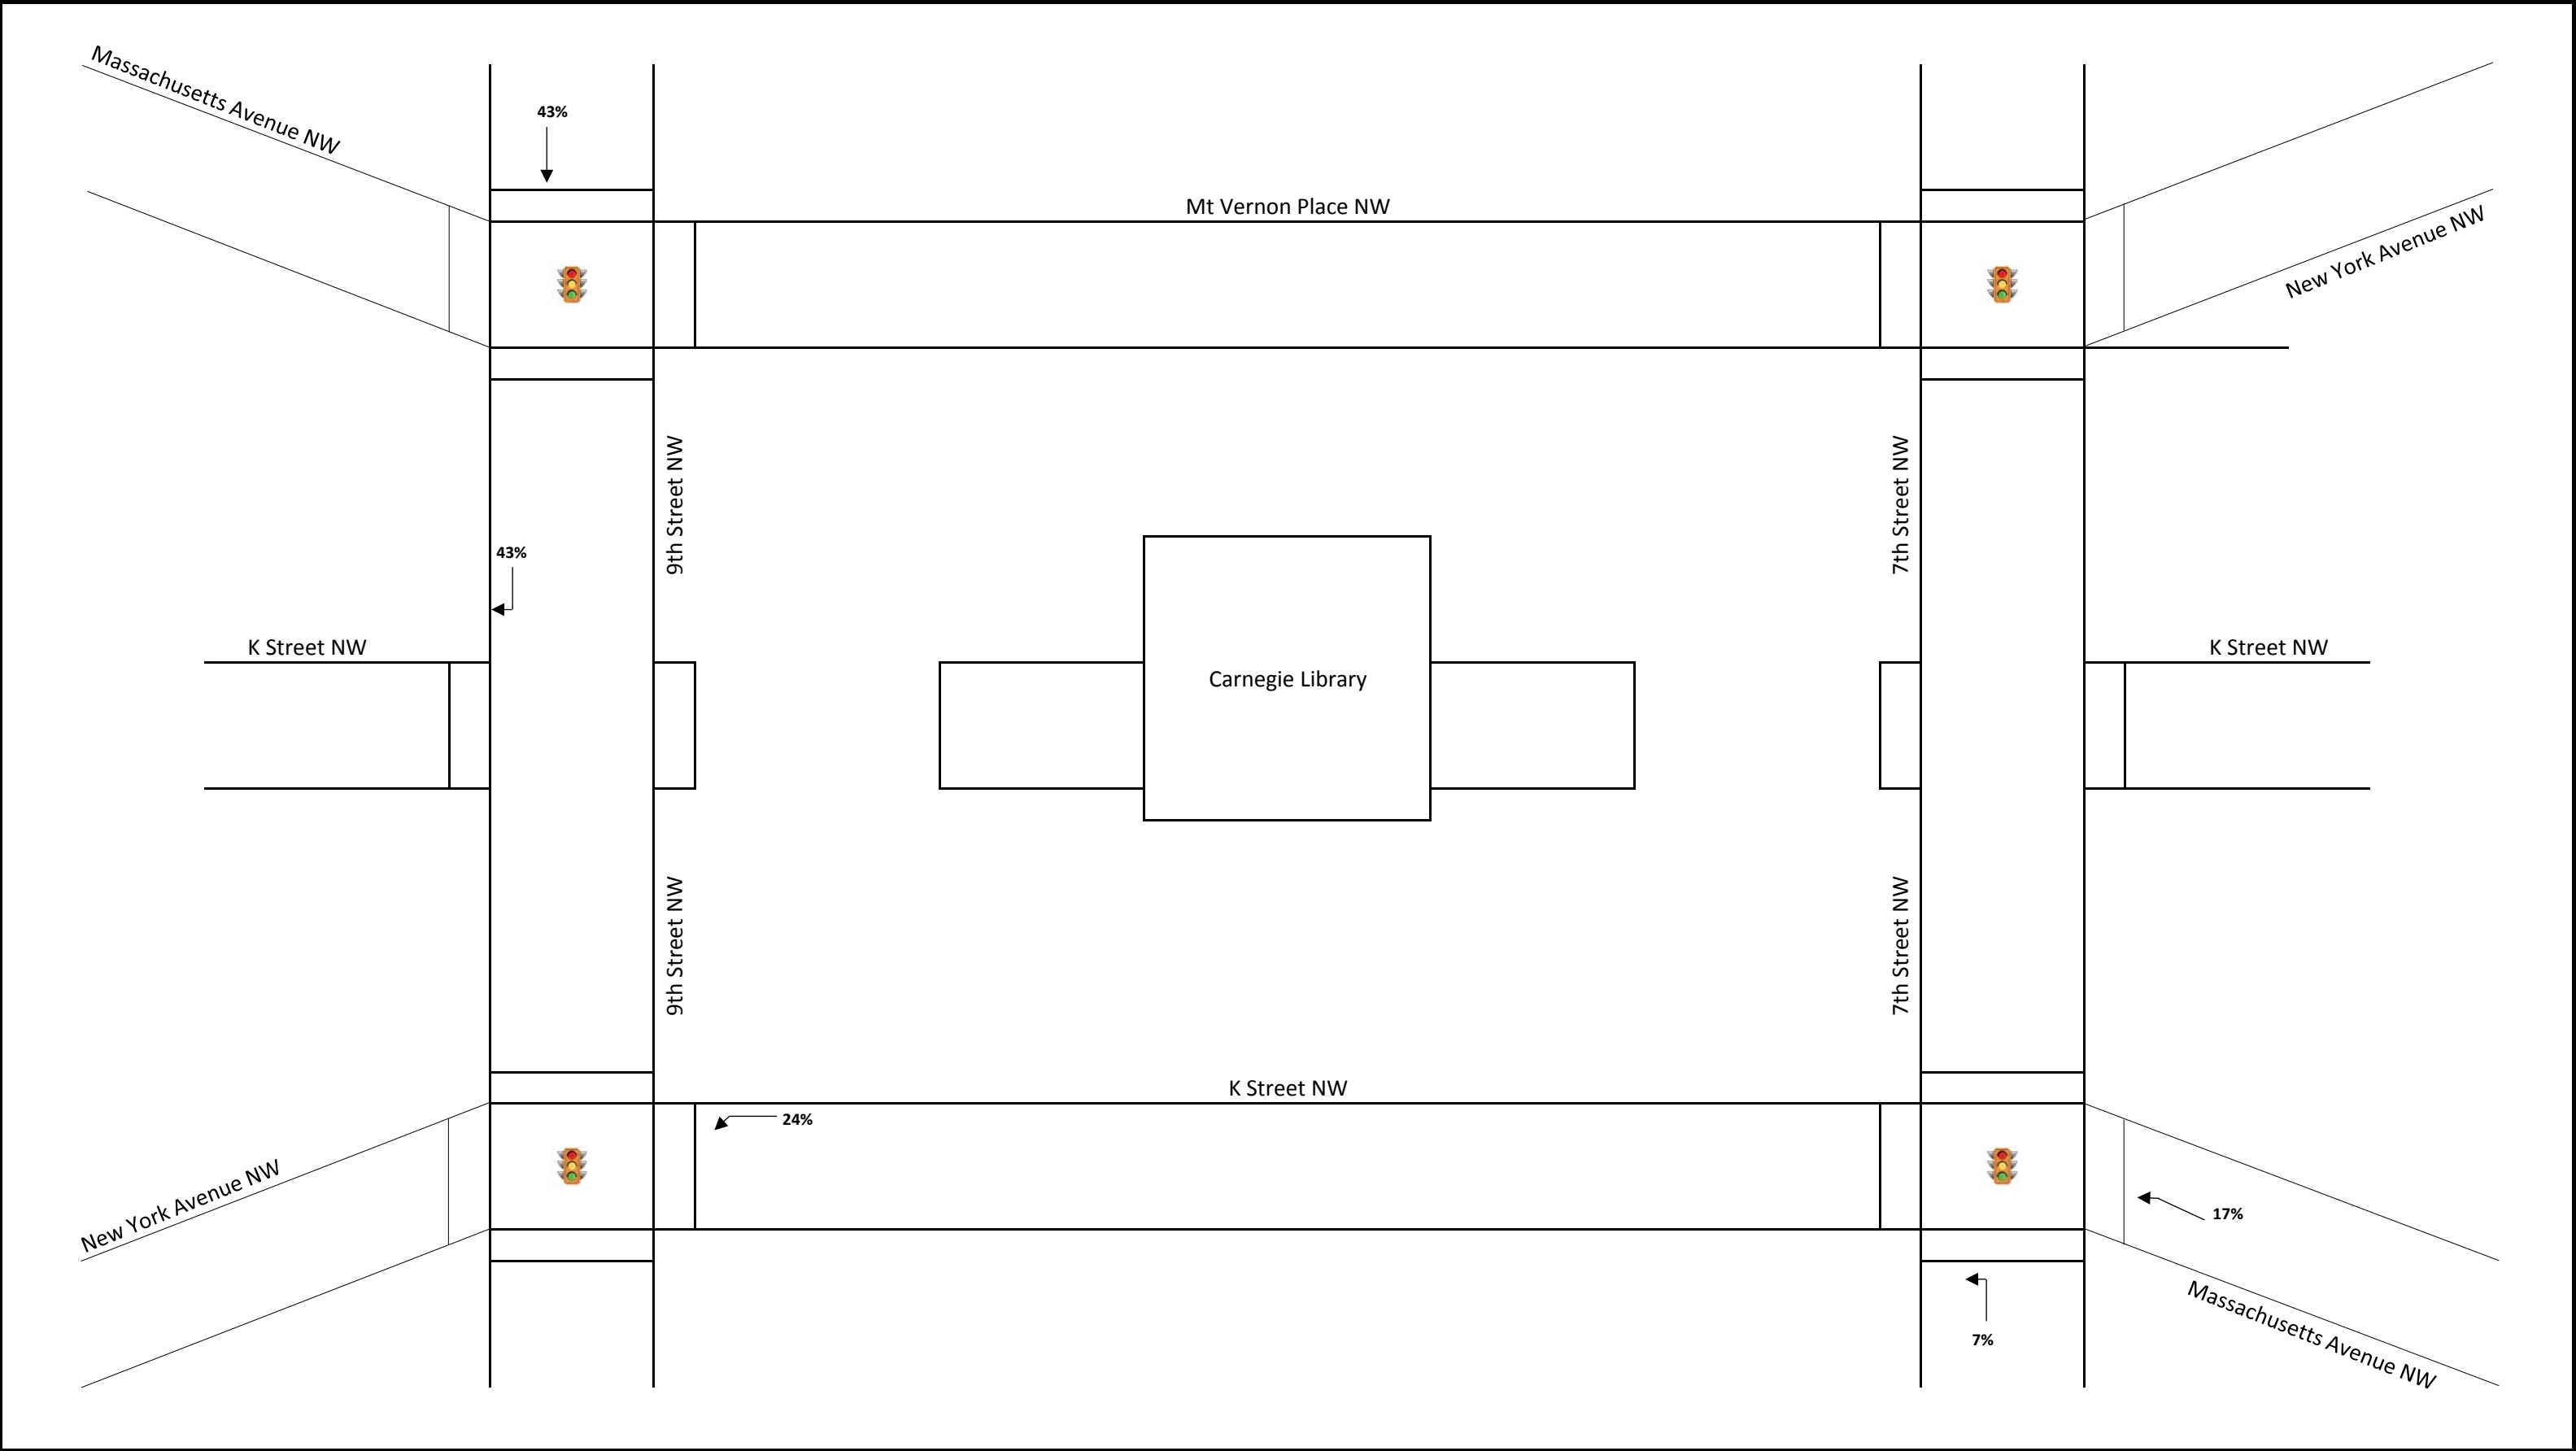 Massachusetts Avenue NW
43%
Mt Vernon Place NW
New York Avenue NW
9th Street NW
7th Street NW
43%
K Street NW
K Street NW
Carnegie Library
9th Street NW
7th Street NW
K Street NW
24%
New York Avenue NW
17%
Massachusetts Avenue NW
7%